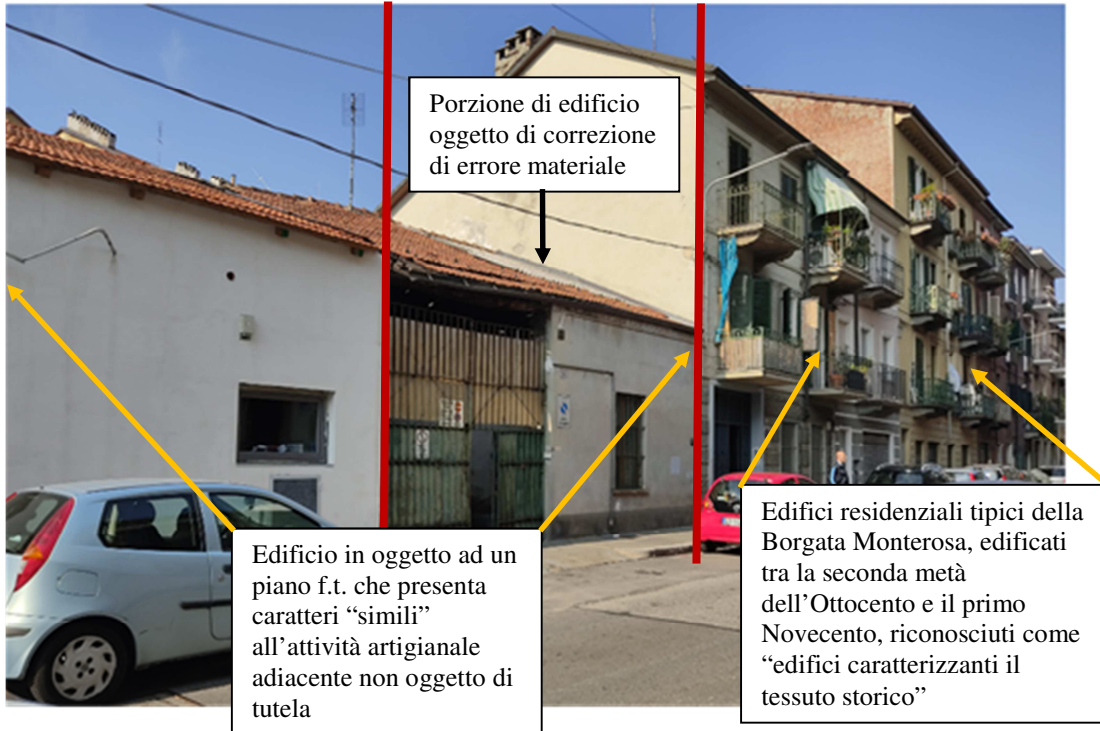 Porzione di edificio
oggetto di correzione
di errore materiale
Edificio in oggetto ad un
piano f.t. che presenta
caratteri “simili”
all’attività artigianale
adiacente non oggetto di
tutela
Edifici residenziali tipici della
Borgata Monterosa, edificati
tra la seconda metà
dell’Ottocento e il primo
Novecento, riconosciuti come
“edifici caratterizzanti il
tessuto storico”